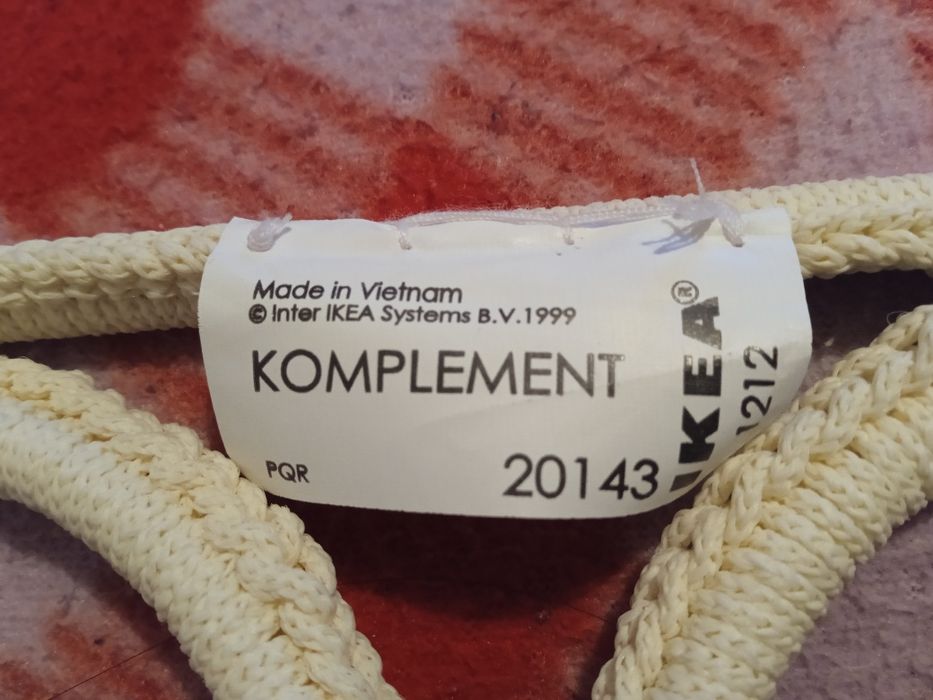 Made in Vietnam
© Inter IKEA Systems B.V. 1999
KOMPLEMENT
PQR
20143
IKEA®
1212